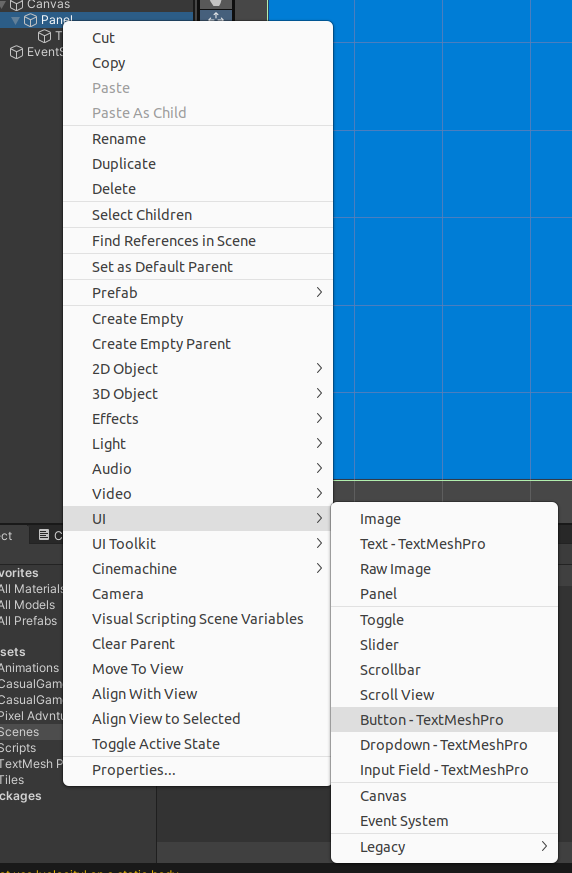 Canvas
Panel
T
EventS
Cut
Copy
Paste
Paste As Child
Rename
Duplicate
Delete
Select Children
Find References in Scene
Set as Default Parent
Prefab
Create Empty
Create Empty Parent
2D Object
3D Object
Effects
Light
Audio
Video
UI
UI Toolkit
Cinemachine
Camera
Visual Scripting Scene Variables
Clear Parent
Move To View
Align With View
Align View to Selected
Toggle Active State
Properties...
Image
Text - TextMeshPro
Raw Image
Panel
Toggle
Slider
Scrollbar
Scroll View
Button - TextMeshPro
Dropdown - TextMeshPro
Input Field - TextMeshPro
Canvas
Event System
Legacy
ect
C
vorites
All Materials
All Models
All Prefabs
sets
Animations
CasualGam
CasualGam
Pixel Advntu
Scenes
Scripts
TextMesh P
Tiles
ckages